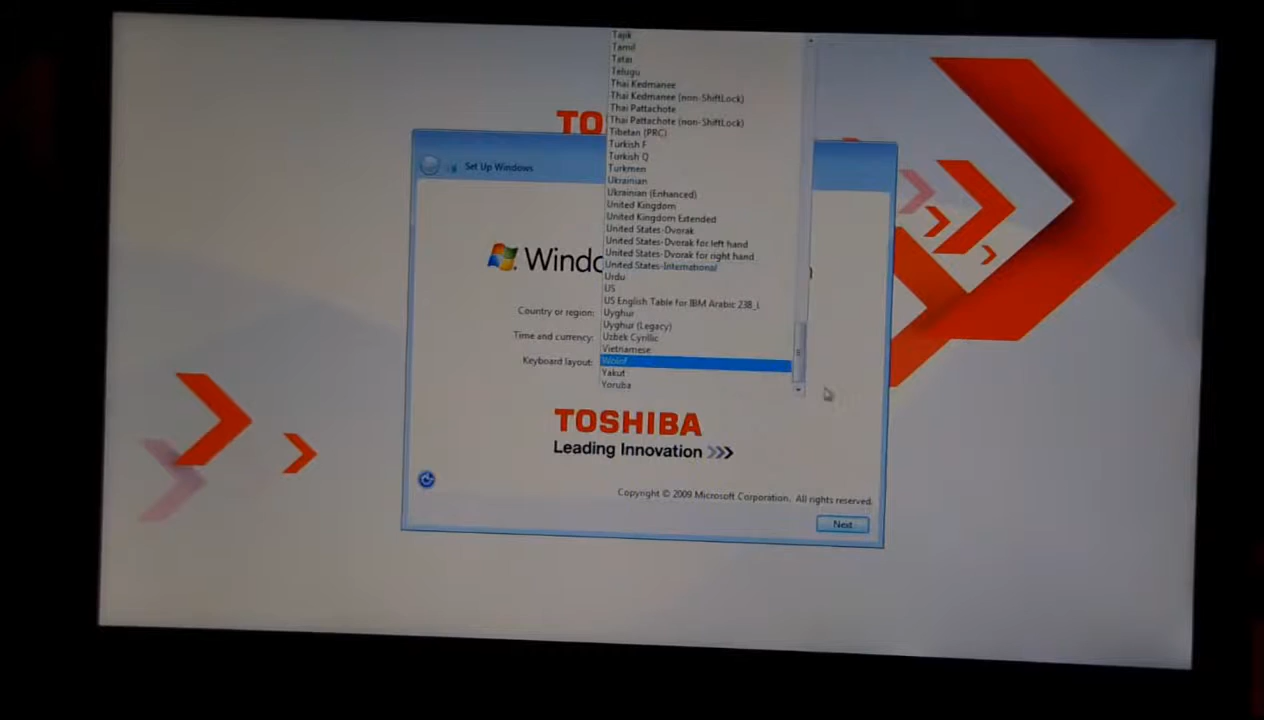 Tajik
Tamil
Tatar
Telugu
Thai Kedmanee
Thai Kedmanee (non-ShiftLock)
Thai Pattachote
Thai Pattachote (non-ShiftLock)
Tibetan (PRC)
Turkish F
Turkish Q
Turkmen
Ukrainian
Ukrainian (Enhanced)
United Kingdom
United Kingdom Extended
United States-Dvorak
United States-Dvorak for left hand
United States-Dvorak for right hand
United States-International
Urdu
US
US English Table for IBM Arabic 238_L
Uyghur
Uyghur (Legacy)
Uzbek Cyrillic
Vietnamese
Wolof
Yakut
Yoruba
TO
Set Up Windows
Windo
Country or region:
Time and currency:
Keyboard layout:
TOSHIBA
Leading Innovation >>>
Copyright © 2009 Microsoft Corporation. All rights reserved.
Next